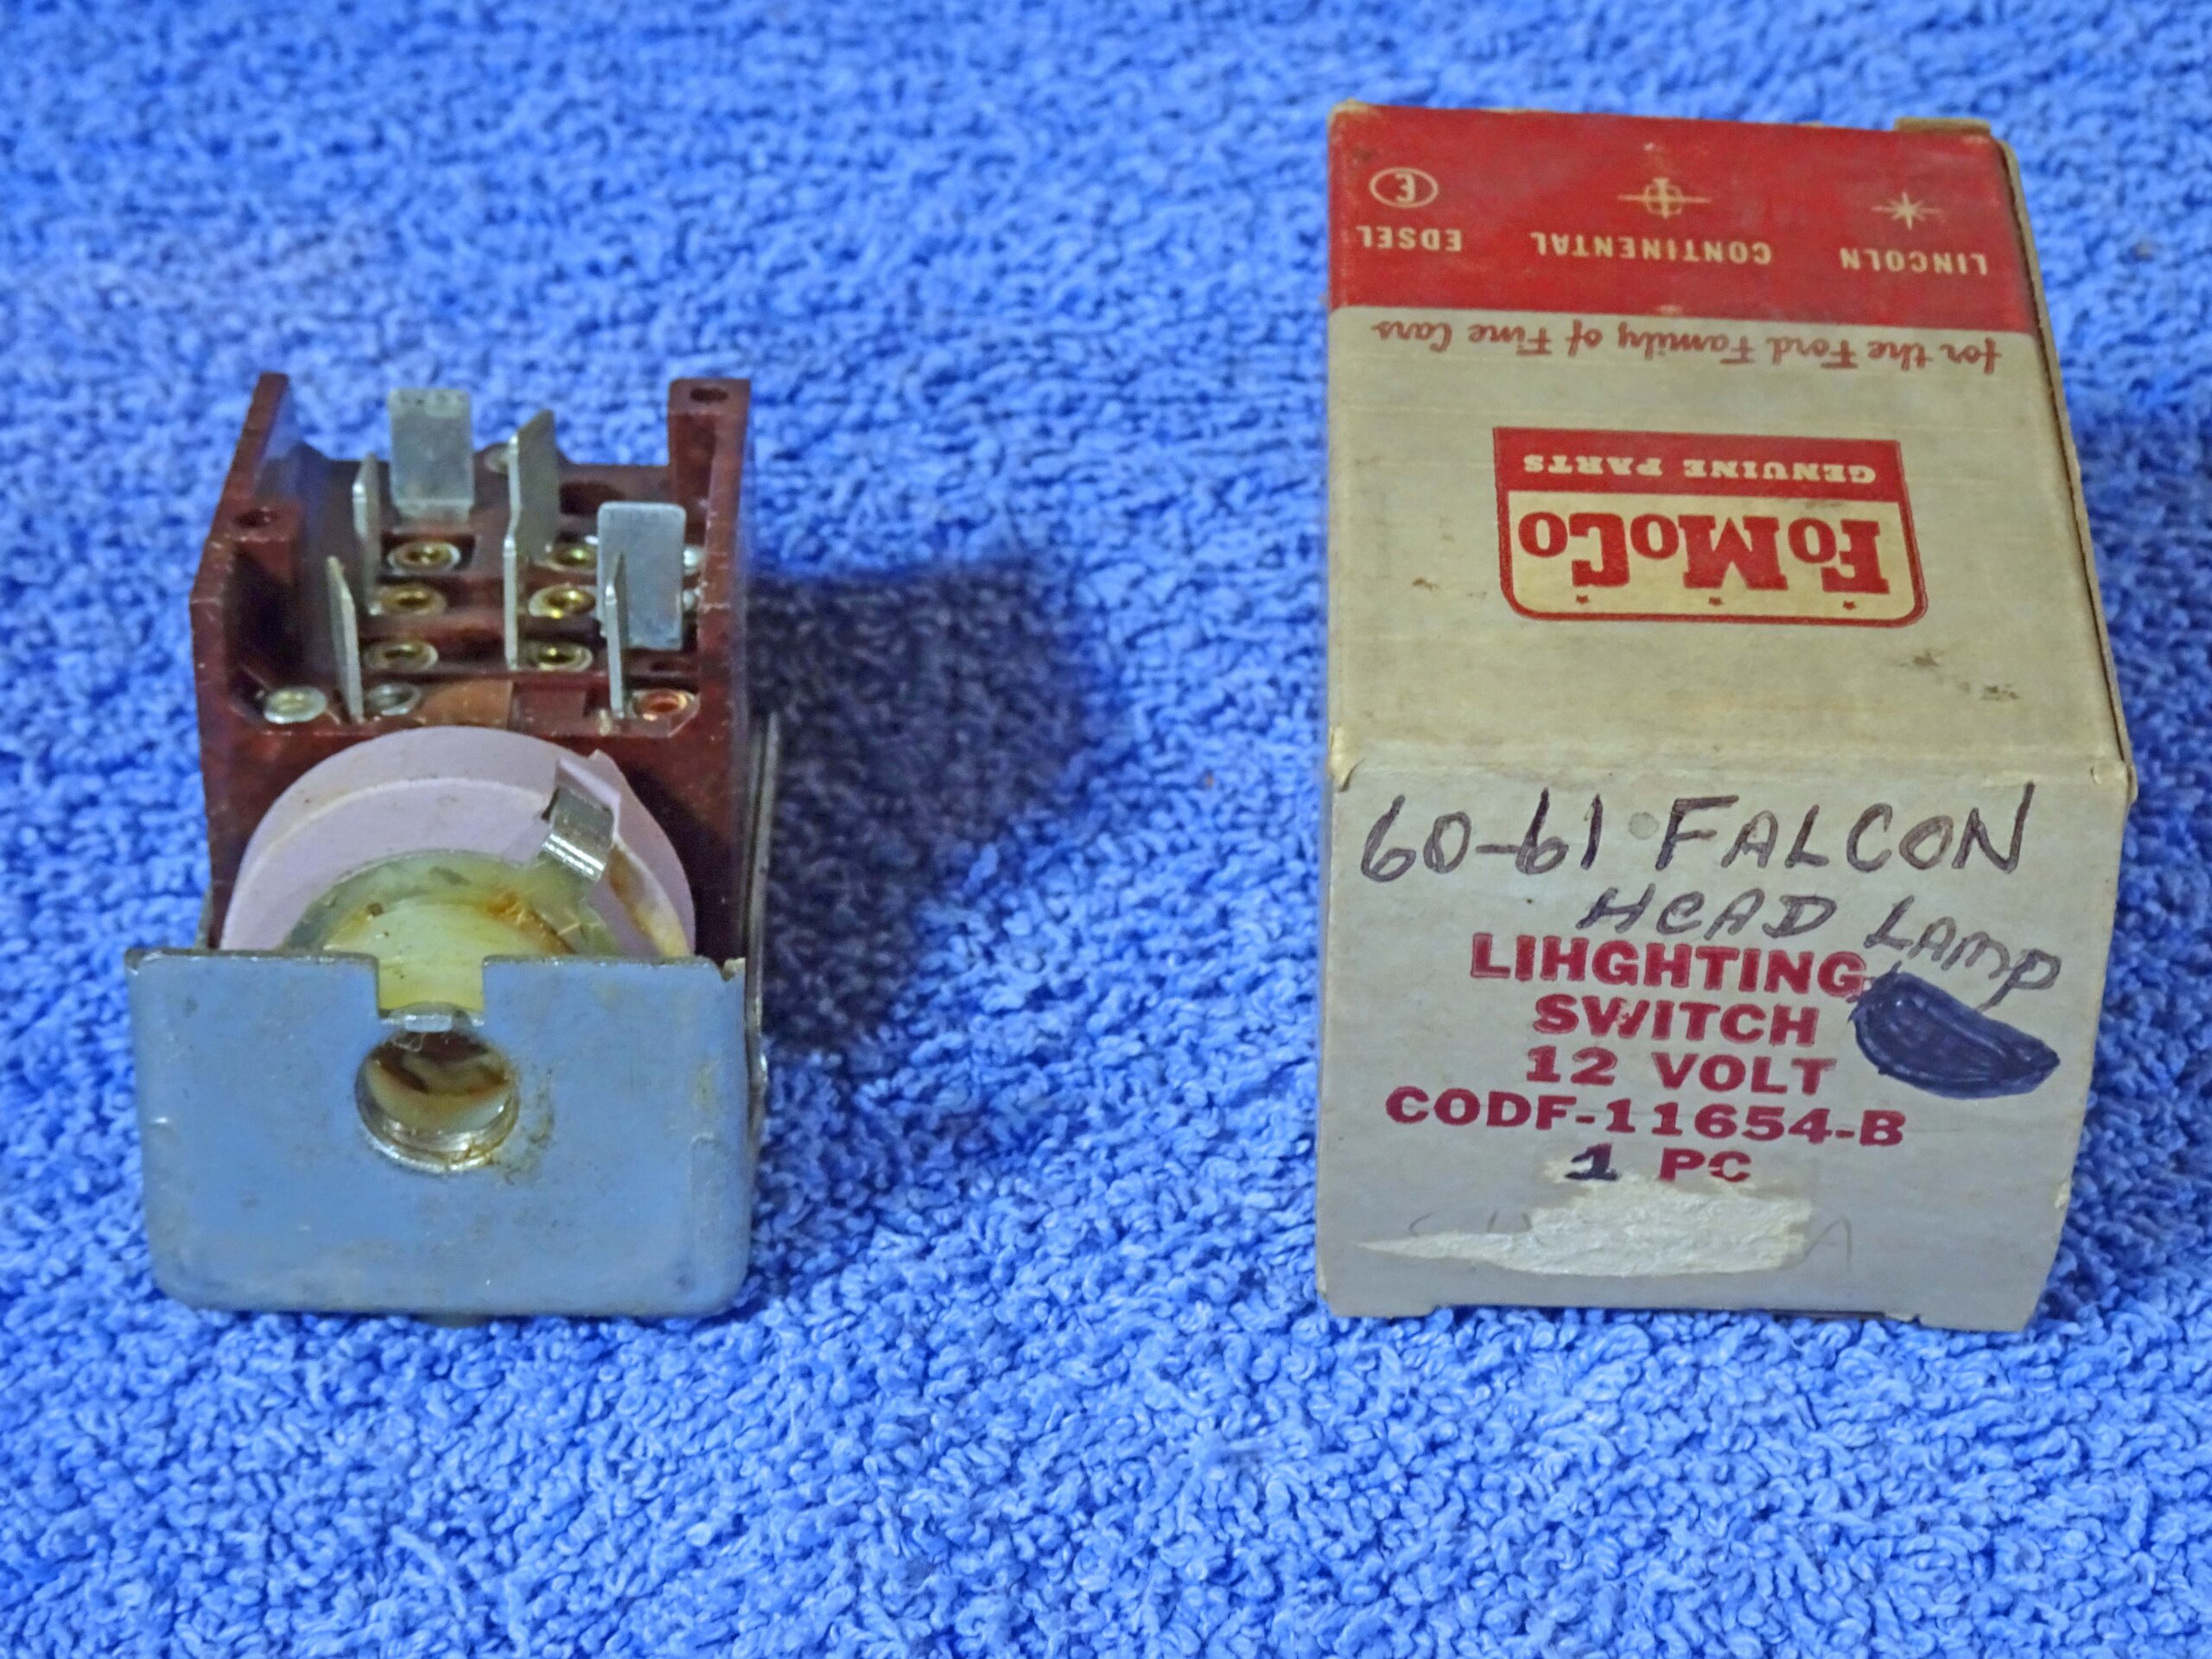 E
EDSEL CONTINENTAL LINCOLN
for the Ford Family of Fine Cars
GENUINE PARTS
FoMoCo
60-61 FALCON
HEAD LAMP
LIHGHTING
SWITCH
12 VOLT
CODF-11654-B
1 PC